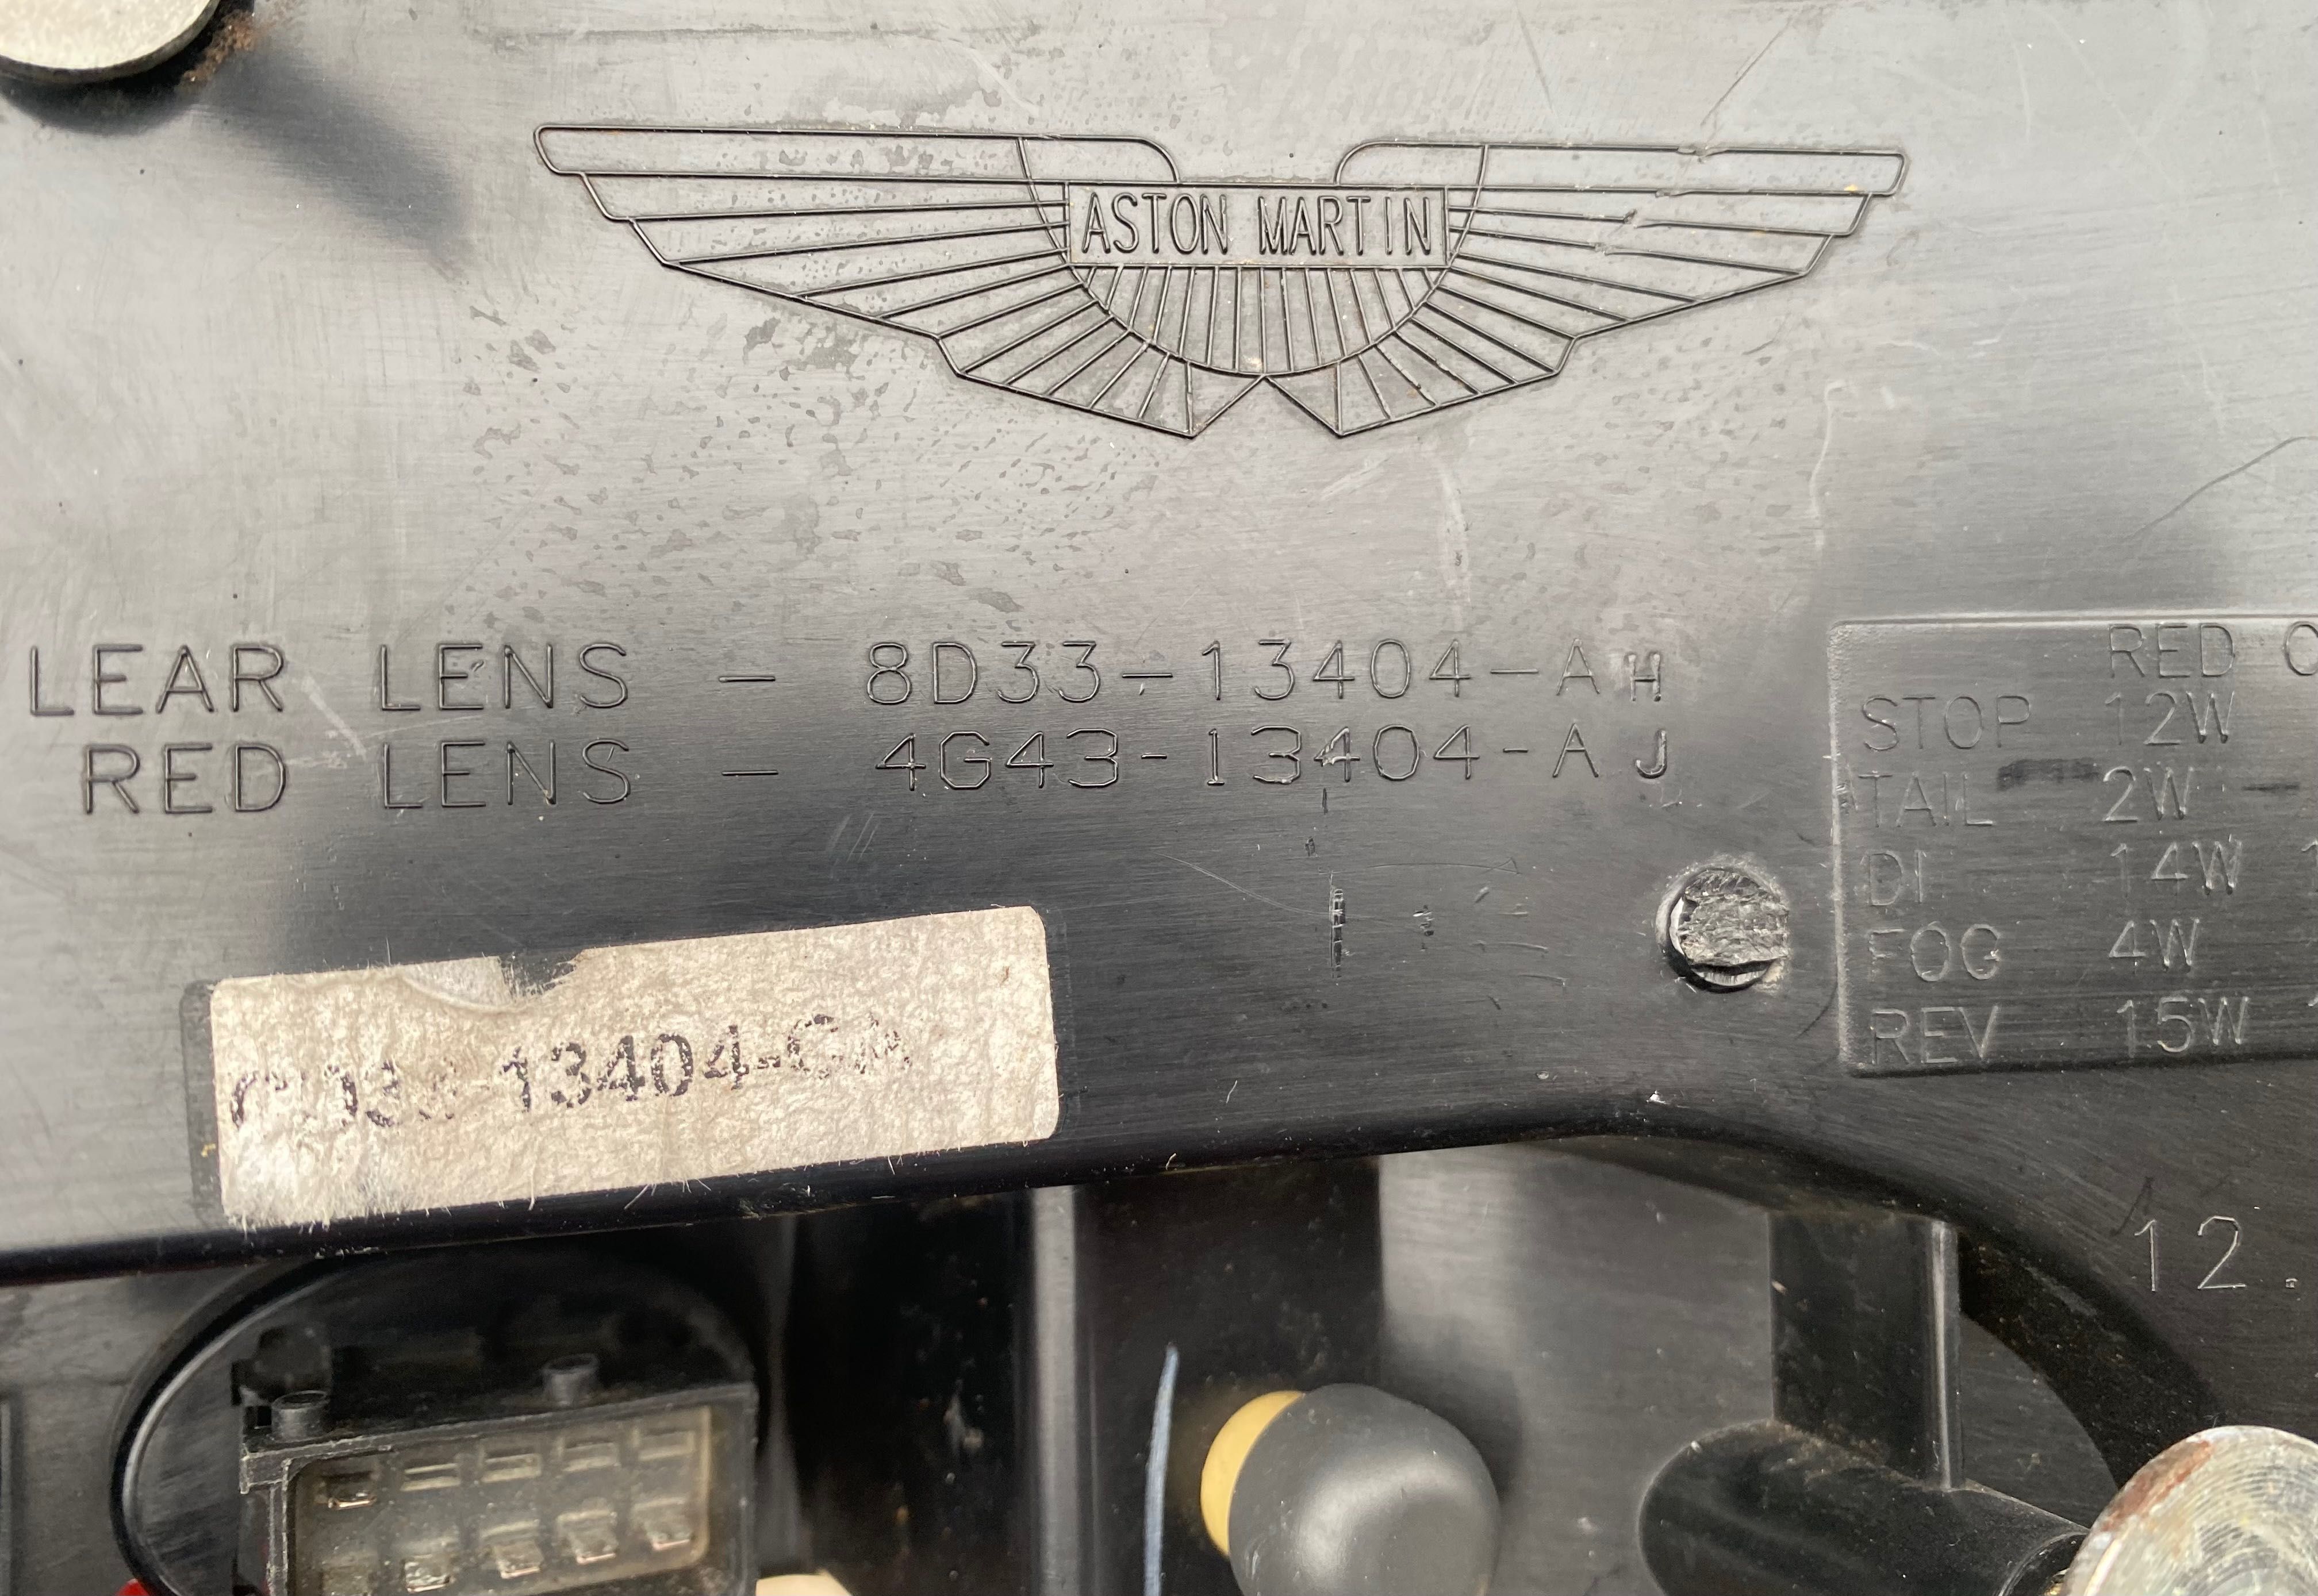 ASTON MARTIN
LEAR LENS - 8D33-13404-AH
RED LENS - 4G43-13404-AJ
RED
STOP 12W
TAIL 2W -
DI 14W
FOG 4W
REV 15W
13404-
12.